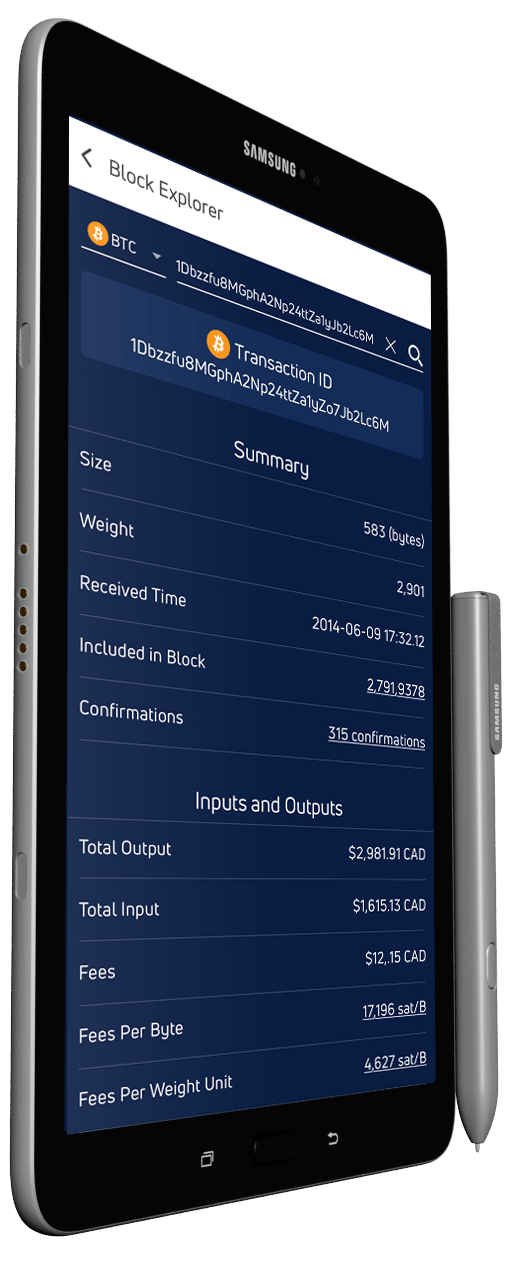 SAMSUNG
Block Explorer
BTC
1Dbzzfu8MGphA2Np24ttZa1yJb2Lc6M
Transaction ID
1Dbzzfu8MGphA2Np24ttZa1yZo7Jb2Lc6M
Summary
Size 583 (bytes)
Weight 2,901
Received Time 2014-06-09 17:32.12
Included in Block 2,791,9378
Confirmations 315 confirmations
Inputs and Outputs
Total Output $2,981.91 CAD
Total Input $1,615.13 CAD
Fees $12,.15 CAD
Fees Per Byte 17,196 sat/B
Fees Per Weight Unit 4,627 sat/B
SAMSUNG